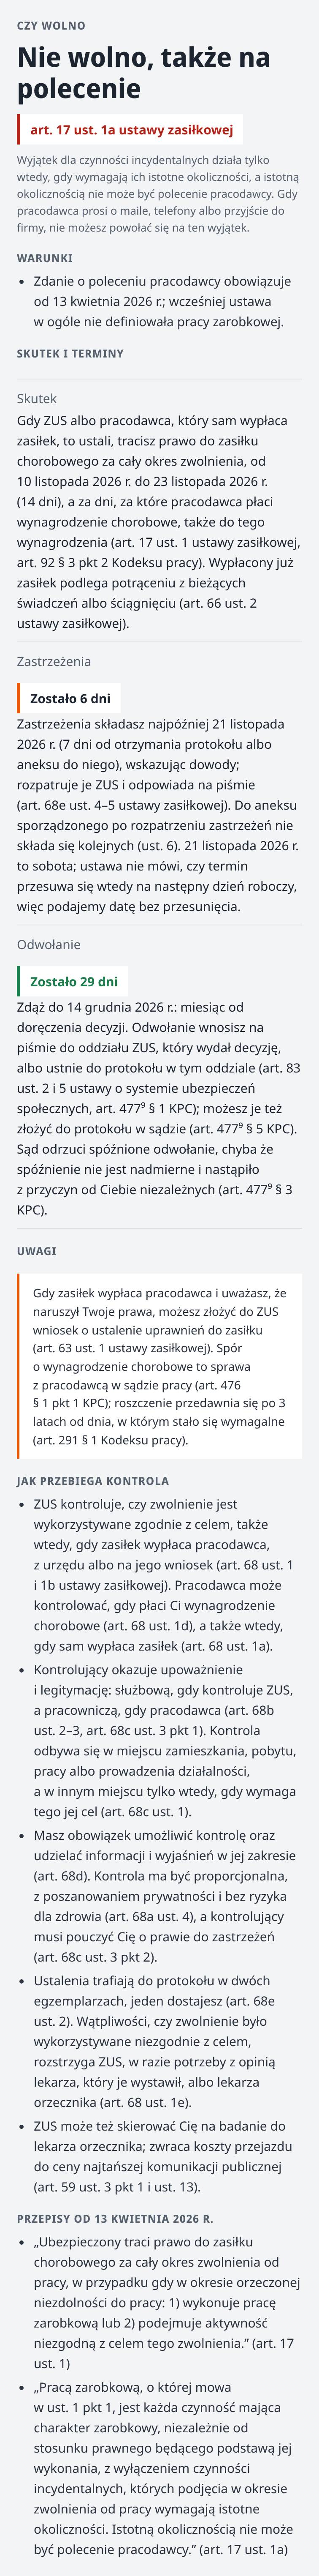 CZY WOLNO
Nie wolno, także na
polecenie
art. 17 ust. 1a ustawy zasiłkowej
Wyjątek dla czynności incydentalnych działa tylko
wtedy, gdy wymagają ich istotne okoliczności, a istotną
okolicznością nie może być polecenie pracodawcy. Gdy
pracodawca prosi o maile, telefony albo przyjście do
firmy, nie możesz powołać się na ten wyjątek.
WARUNKI
• Zdanie o poleceniu pracodawcy obowiązuje
od 13 kwietnia 2026 r.; wcześniej ustawa
w ogóle nie definiowała pracy zarobkowej.
SKUTEK I TERMINY
Skutek
Gdy ZUS albo pracodawca, który sam wypłaca
zasiłek, to ustali, tracisz prawo do zasiłku
chorobowego za cały okres zwolnienia, od
10 listopada 2026 r. do 23 listopada 2026 r.
(14 dni), a za dni, za które pracodawca płaci
wynagrodzenie chorobowe, także do tego
wynagrodzenia (art. 17 ust. 1 ustawy zasiłkowej,
art. 92 § 3 pkt 2 Kodeksu pracy). Wypłacony już
zasiłek podlega potrąceniu z bieżących
świadczeń albo ściągnięciu (art. 66 ust. 2
ustawy zasiłkowej).
Zastrzeżenia
Zostało 6 dni
Zastrzeżenia składasz najpóźniej 21 listopada
2026 r. (7 dni od otrzymania protokołu albo
aneksu do niego), wskazując dowody;
rozpatruje je ZUS i odpowiada na piśmie
(art. 68e ust. 4–5 ustawy zasiłkowej). Do aneksu
sporządzonego po rozpatrzeniu zastrzeżeń nie
składa się kolejnych (ust. 6). 21 listopada 2026 r.
to sobota; ustawa nie mówi, czy termin
przesuwa się wtedy na następny dzień roboczy,
więc podajemy datę bez przesunięcia.
Odwołanie
Zostało 29 dni
Zdąż do 14 grudnia 2026 r.: miesiąc od
doręczenia decyzji. Odwołanie wnosisz na
piśmie do oddziału ZUS, który wydał decyzję,
albo ustnie do protokołu w tym oddziale (art. 83
ust. 2 i 5 ustawy o systemie ubezpieczeń
społecznych, art. 477⁹ § 1 KPC); możesz je też
złożyć do protokołu w sądzie (art. 477⁹ § 5 KPC).
Sąd odrzuci spóźnione odwołanie, chyba że
spóźnienie nie jest nadmierne i nastąpiło
z przyczyn od Ciebie niezależnych (art. 477⁹ § 3
KPC).
UWAGI
Gdy zasiłek wypłaca pracodawca i uważasz, że
naruszył Twoje prawa, możesz złożyć do ZUS
wniosek o ustalenie uprawnień do zasiłku
(art. 63 ust. 1 ustawy zasiłkowej). Spór
o wynagrodzenie chorobowe to sprawa
z pracodawcą w sądzie pracy (art. 476
§ 1 pkt 1 KPC); roszczenie przedawnia się po 3
latach od dnia, w którym stało się wymagalne
(art. 291 § 1 Kodeksu pracy).
JAK PRZEBIEGA KONTROLA
• ZUS kontroluje, czy zwolnienie jest
wykorzystywane zgodnie z celem, także
wtedy, gdy zasiłek wypłaca pracodawca,
z urzędu albo na jego wniosek (art. 68 ust. 1
i 1b ustawy zasiłkowej). Pracodawca może
kontrolować, gdy płaci Ci wynagrodzenie
chorobowe (art. 68 ust. 1d), a także wtedy,
gdy sam wypłaca zasiłek (art. 68 ust. 1a).
• Kontrolujący okazuje upoważnienie
i legitymację: służbową, gdy kontroluje ZUS,
a pracowniczą, gdy pracodawca (art. 68b
ust. 2–3, art. 68c ust. 3 pkt 1). Kontrola
odbywa się w miejscu zamieszkania, pobytu,
pracy albo prowadzenia działalności,
a w innym miejscu tylko wtedy, gdy wymaga
tego jej cel (art. 68c ust. 1).
• Masz obowiązek umożliwić kontrolę oraz
udzielać informacji i wyjaśnień w jej zakresie
(art. 68d). Kontrola ma być proporcjonalna,
z poszanowaniem prywatności i bez ryzyka
dla zdrowia (art. 68a ust. 4), a kontrolujący
musi pouczyć Cię o prawie do zastrzeżeń
(art. 68c ust. 3 pkt 2).
• Ustalenia trafiają do protokołu w dwóch
egzemplarzach, jeden dostajesz (art. 68e
ust. 2). Wątpliwości, czy zwolnienie było
wykorzystywane niezgodnie z celem,
rozstrzyga ZUS, w razie potrzeby z opinią
lekarza, który je wystawił, albo lekarza
orzecznika (art. 68 ust. 1e).
• ZUS może też skierować Cię na badanie do
lekarza orzecznika; zwraca koszty przejazdu
do ceny najtańszej komunikacji publicznej
(art. 59 ust. 3 pkt 1 i ust. 13).
PRZEPISY OD 13 KWIETNIA 2026 R.
• „Ubezpieczony traci prawo do zasiłku
chorobowego za cały okres zwolnienia od
pracy, w przypadku gdy w okresie orzeczonej
niezdolności do pracy: 1) wykonuje pracę
zarobkową lub 2) podejmuje aktywność
niezgodną z celem tego zwolnienia.” (art. 17
ust. 1)
• „Pracą zarobkową, o której mowa
w ust. 1 pkt 1, jest każda czynność mająca
charakter zarobkowy, niezależnie od
stosunku prawnego będącego podstawą jej
wykonania, z wyłączeniem czynności
incydentalnych, których podjęcia w okresie
zwolnienia od pracy wymagają istotne
okoliczności. Istotną okolicznością nie może
być polecenie pracodawcy.” (art. 17 ust. 1a)